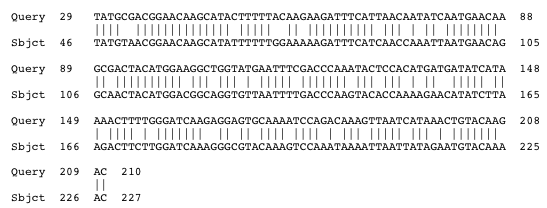 Query 29 TATGCGACGGAACAAGCATACTTTTTACAAGAAGATTTCATTAACAATATCAATGAACAA 88
Sbjct 46 TATGTAACGGAACAAGCATATTTTTTGGAAAAAGATTTCATCAACCAAATTAATGAACAG 105
Query 89 GCGACTACATGGAAGGCTGGTATGAATTTCGACCCAAATACTCCACATGATGATATCATA 148
Sbjct 106 GCAACTACATGGACGGCAGGTGTTAATTTTGACCCAAGTACACCAAAAGAACATATCTTA 165
Query 149 AAACTTTTGGGATCAAGAGGAGTGCAAAATCCAGACAAAGTTAATCATAAACTGTACAAG 208
Sbjct 166 AGACTTCTTGGATCAAAGGGCGTACAAAGTCCAAATAAAATTAATTATAGAATGTACAAA 225
Query 209 AC 210
Sbjct 226 AC 227